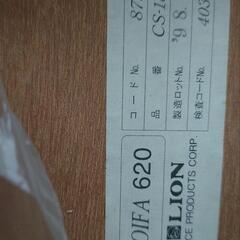 コード No. 87
品 番 CS-1
製造ロットNo. '9 8.
検査コードNo. 403
OIFA 620
LION
CE PRODUCTS CORP